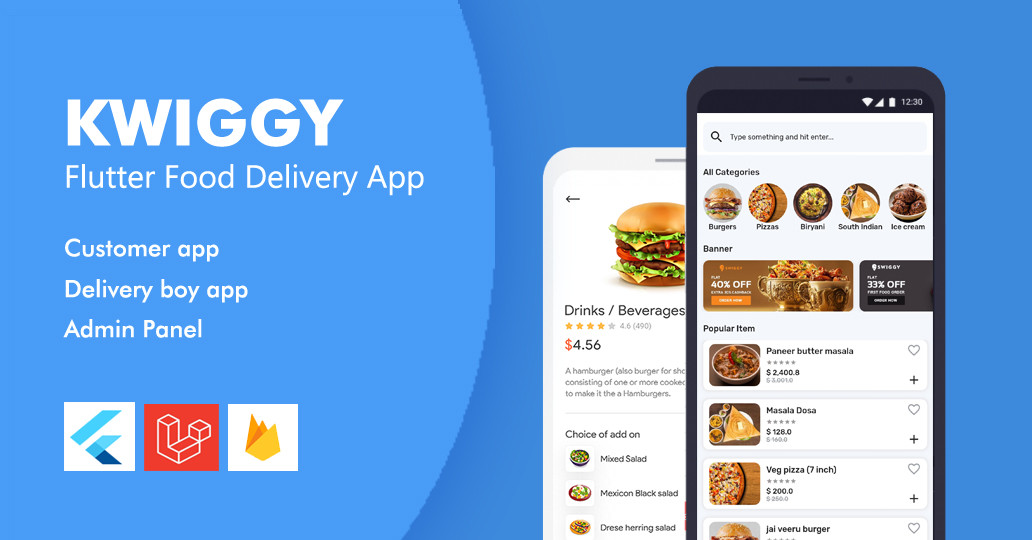 KWIGGY
Flutter Food Delivery App
Customer app
Delivery boy app
Admin Panel
Drinks / Beverages
4.6 (490)
$4.56
A hamburger (also burger for sho
consisting of one or more cooked
to make it the a Hamburgers.
Choice of add on
Mixed Salad
Mexicon Black salad
Drese herring salad
12:30
Type something and hit enter...
All Categories
Burgers
Pizzas
Biryani
South Indian
Ice cream
Banner
SWIGGY
FLAT
40% OFF
EXTRA 15% CASHBACK
ORDER NOW
SWIGGY
FLAT
33% OFF
FIRST FOOD ORDER
ORDER NOW
Popular Item
Paneer butter masala
$ 2,400.8
$ 3,001.0
Masala Dosa
$ 128.0
$ 160.0
Veg pizza (7 inch)
$ 200.0
$ 250.0
jai veeru burger